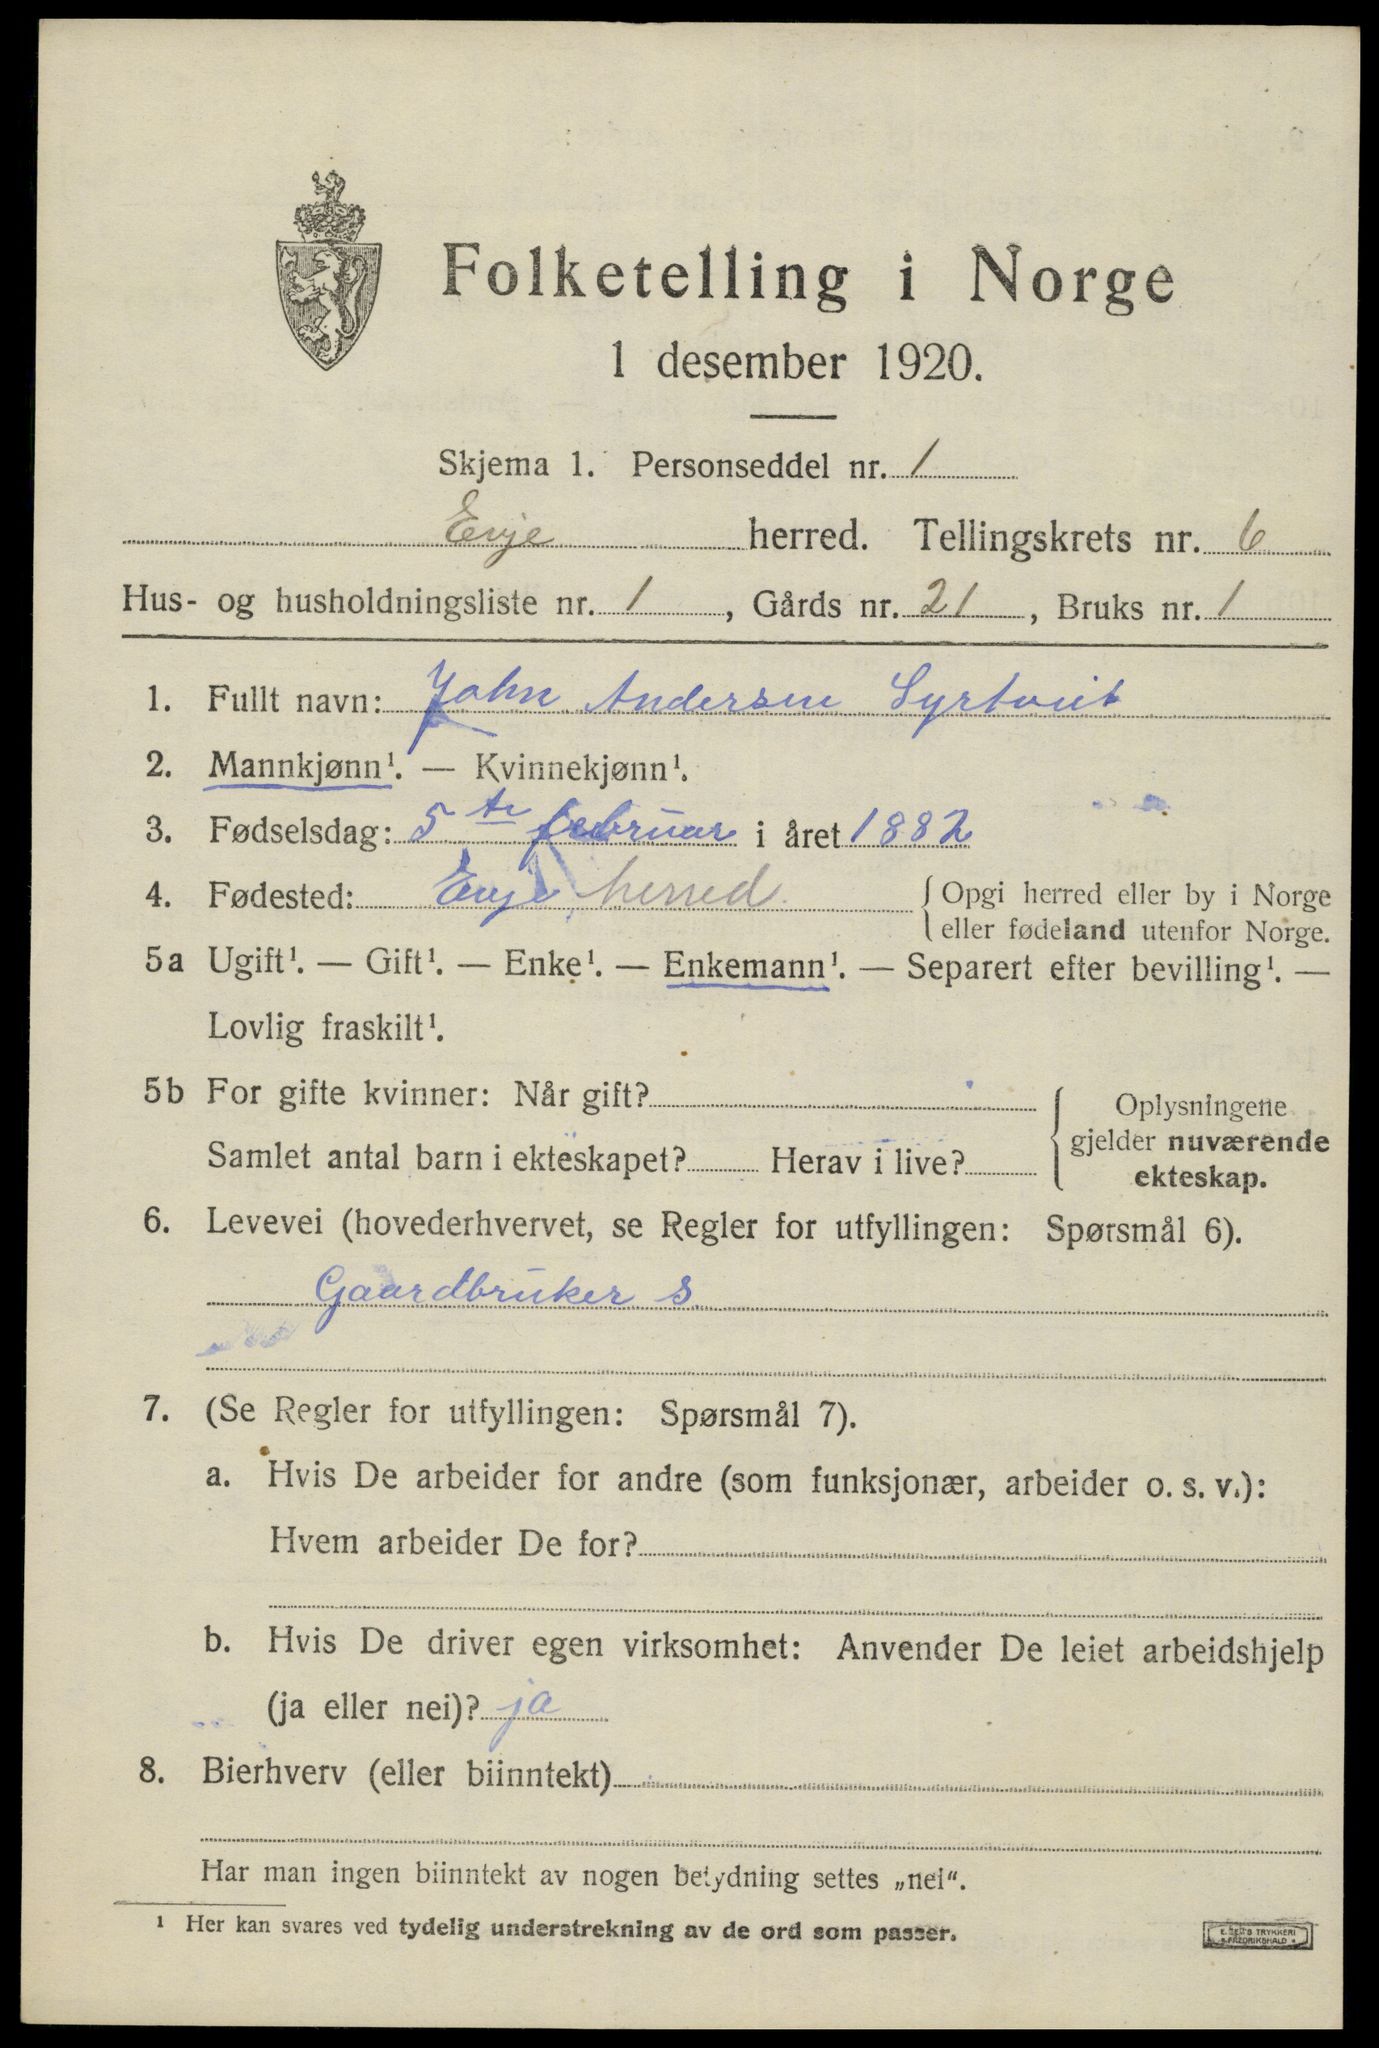 Folketelling i Norge
1 desember 1920.
Skjema 1. Personseddel nr. 1
Evje herred. Tellingskrets nr. 6
Hus- og husholdningsliste nr. 1, Gårds nr. 21, Bruks nr. 1
1. Fullt navn: John Andersen Syrtveit
2. Mannkjønn¹. — Kvinnekjønn¹.
3. Fødselsdag: 5te februar i året 1882
4. Fødested: Evje herred {Opgi herred eller by i Norge
eller fødeland utenfor Norge.
5a Ugift¹. — Gift¹. — Enke¹. — Enkemann¹. — Separert efter bevilling¹. —
Lovlig fraskilt¹.
5b For gifte kvinner: Når gift?
Samlet antal barn i ekteskapet? Herav i live?
Oplysningene
gjelder nuværende
ekteskap.
6. Levevei (hovederhvervet, se Regler for utfyllingen: Spørsmål 6).
Gaardbruker s
7. (Se Regler for utfyllingen: Spørsmål 7).
a. Hvis De arbeider for andre (som funksjonær, arbeider o. s. v.):
Hvem arbeider De for?
b. Hvis De driver egen virksomhet: Anvender De leiet arbeidshjelp
(ja eller nei)? ja
8. Bierhverv (eller biinntekt)
Har man ingen biinntekt av nogen betydning settes „nei“.
¹ Her kan svares ved tydelig understrekning av de ord som passer.
E. SEM'S TRYKKERI
FREDRIKSHALD